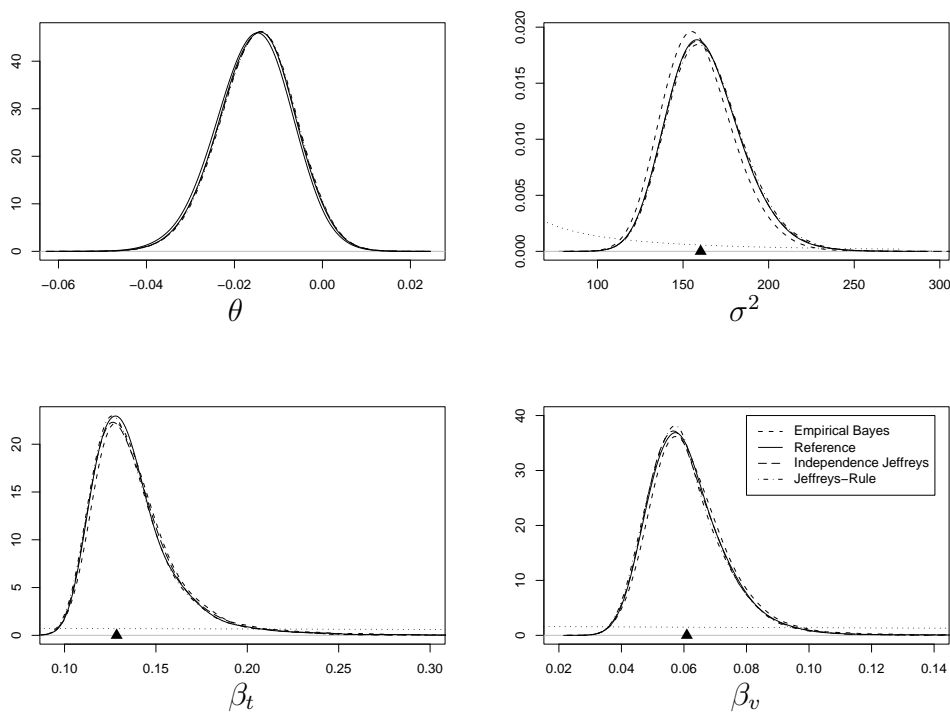 40
30
20
10
0
−0.06 −0.04 −0.02 0.00 0.02
θ
0.020
0.015
0.010
0.005
0.000
100 150 200 250 300
σ²
20
15
10
5
0
0.10 0.15 0.20 0.25 0.30
βₜ
40
30
20
10
0
Empirical Bayes
Reference
Independence Jeffreys
Jeffreys−Rule
0.02 0.04 0.06 0.08 0.10 0.12 0.14
βᵥ